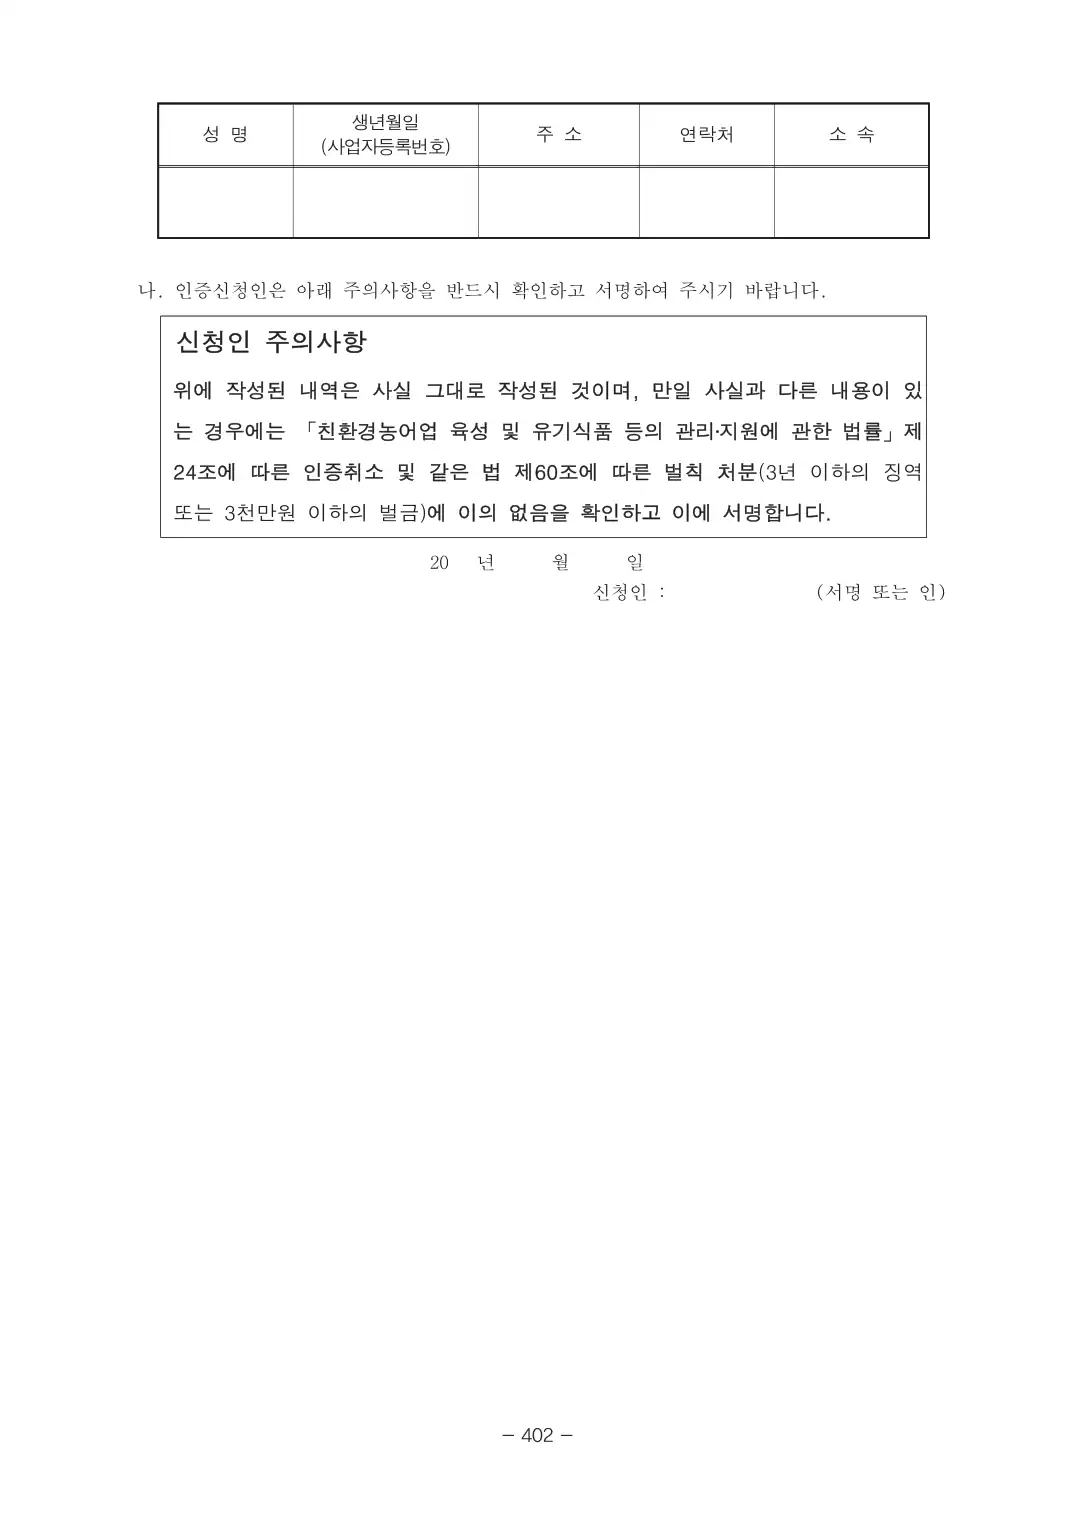 성 명 생년월일 (사업자등록번호) 주 소 연락처 소 속
나. 인증신청인은 아래 주의사항을 반드시 확인하고 서명하여 주시기 바랍니다.
신청인 주의사항
위에 작성된 내역은 사실 그대로 작성된 것이며, 만일 사실과 다른 내용이 있
는 경우에는 「친환경농어업 육성 및 유기식품 등의 관리·지원에 관한 법률」제
24조에 따른 인증취소 및 같은 법 제60조에 따른 벌칙 처분(3년 이하의 징역
또는 3천만원 이하의 벌금)에 이의 없음을 확인하고 이에 서명합니다.
20 년 월 일
신청인 : (서명 또는 인)
- 402 -